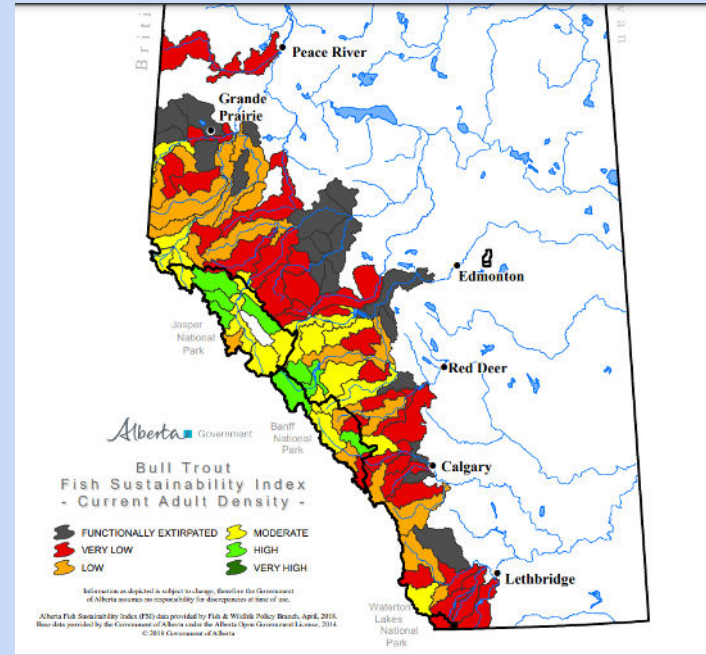 Briti
wan
Peace River
Grande
Prairie
Edmonton
Jasper
National
Park
Red Deer
Alberta Government
Banff
National
Park
Bull Trout
Fish Sustainability Index
- Current Adult Density -
Calgary
FUNCTIONALLY EXTIRPATED
MODERATE
VERY LOW
HIGH
LOW
VERY HIGH
Lethbridge
Information as depicted is subject to change, therefore the Government
of Alberta assumes no responsibility for discrepancies at time of use.
Waterton
Lakes
National
Park
Alberta Fish Sustainability Index (FSI) data provided by Fish & Wildlife Policy Branch, April, 2018.
Base data provided by the Government of Alberta under the Alberta Open Government Licence, 2014.
© 2018 Government of Alberta